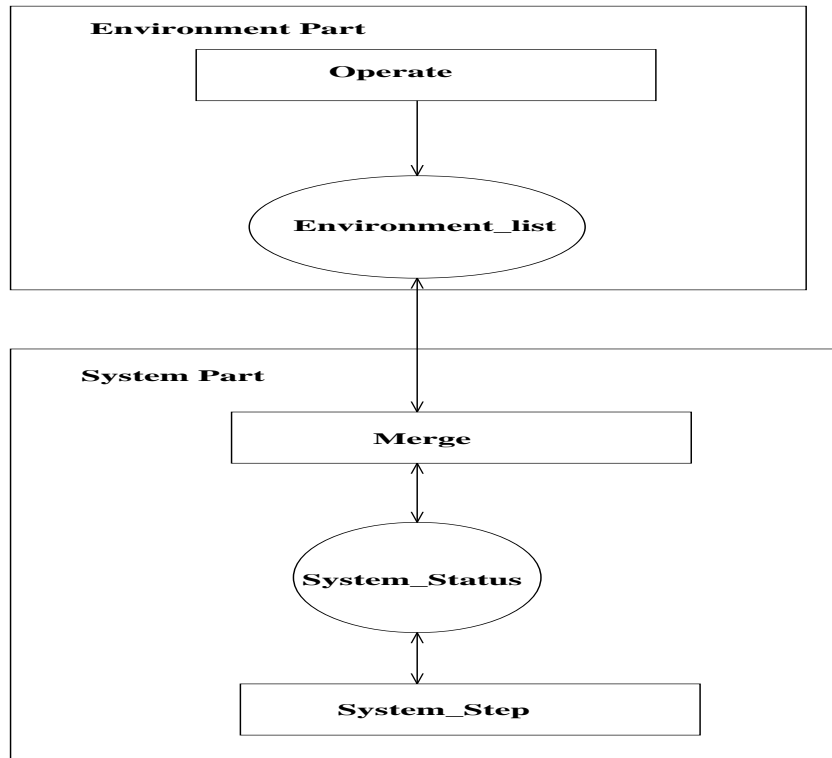 Environment Part
Operate
Environment_list
System Part
Merge
System_Status
System_Step